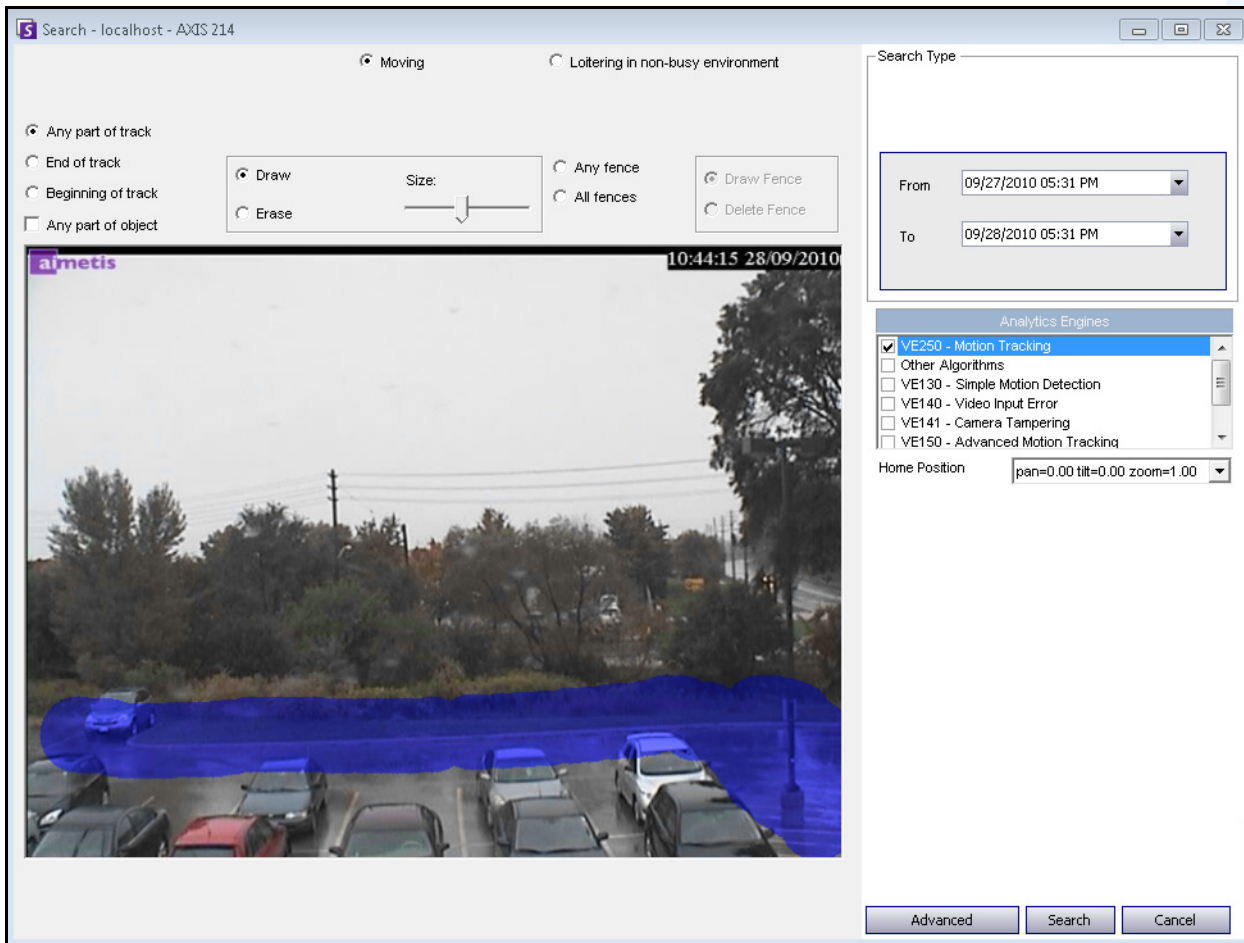 Search - localhost - AXIS 214
Moving
Loitering in non-busy environment
Any part of track
End of track
Beginning of track
Any part of object
Draw
Erase
Size:
Any fence
All fences
Draw Fence
Delete Fence
aimetis
10:44:15 28/09/2010
Search Type
From 09/27/2010 05:31 PM
To 09/28/2010 05:31 PM
Analytics Engines
VE250 - Motion Tracking
Other Algorithms
VE130 - Simple Motion Detection
VE140 - Video Input Error
VE141 - Camera Tampering
VE150 - Advanced Motion Tracking
Home Position pan=0.00 tilt=0.00 zoom=1.00
Advanced Search Cancel